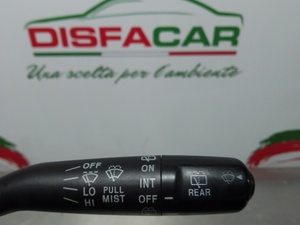 DISFACAR
Una scelta per l'ambiente
OFF
LO
HI
PULL
MIST
ON
INT
OFF
REAR